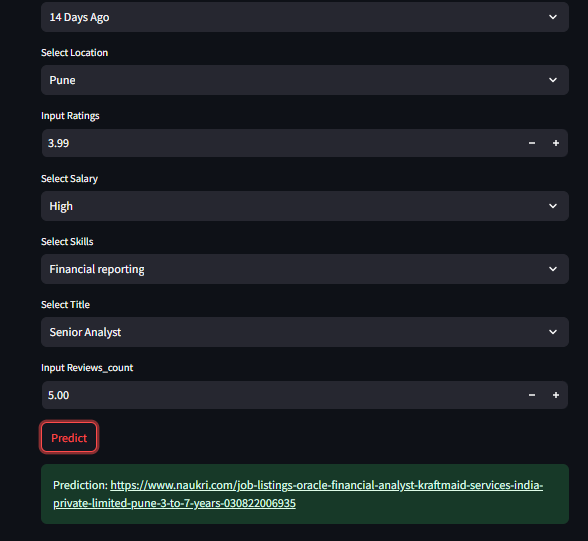 14 Days Ago
Select Location
Pune
Input Ratings
3.99
Select Salary
High
Select Skills
Financial reporting
Select Title
Senior Analyst
Input Reviews_count
5.00
Predict
Prediction: https://www.naukri.com/job-listings-oracle-financial-analyst-kraftmaid-services-india-
private-limited-pune-3-to-7-years-030822006935